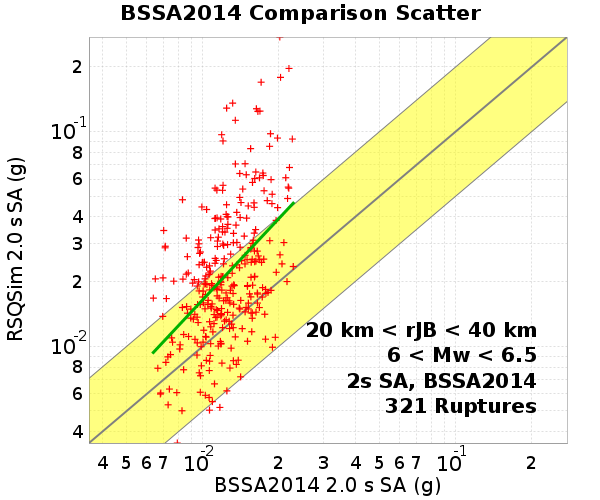 BSSA2014 Comparison Scatter
RSQSim 2.0 s SA (g)
2
10-1
8
6
4
3
2
10-2
8
6
4
20 km < rJB < 40 km
6 < Mw < 6.5
2s SA, BSSA2014
321 Ruptures
4 5 6 7 10-2 2 3 4 5 6 7 10-1 2
BSSA2014 2.0 s SA (g)